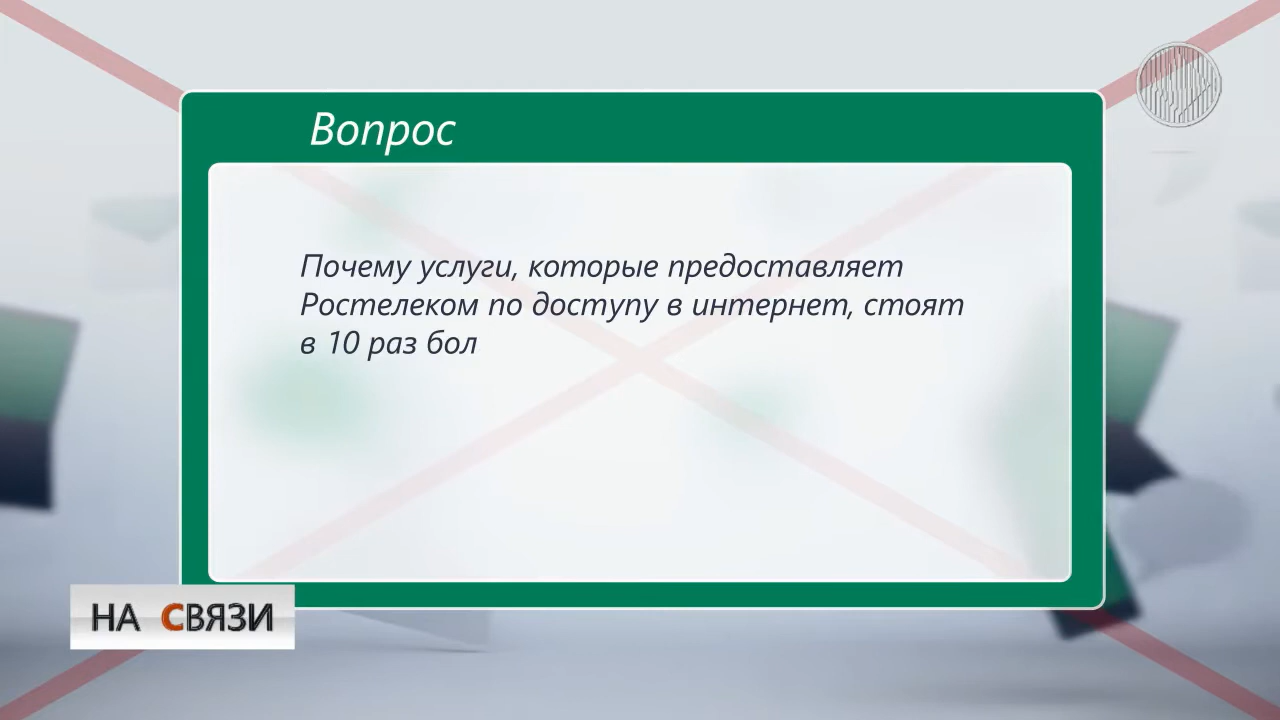 Вопрос
Почему услуги, которые предоставляет
Ростелеком по доступу в интернет, стоят
в 10 раз бол
НА СВЯЗИ